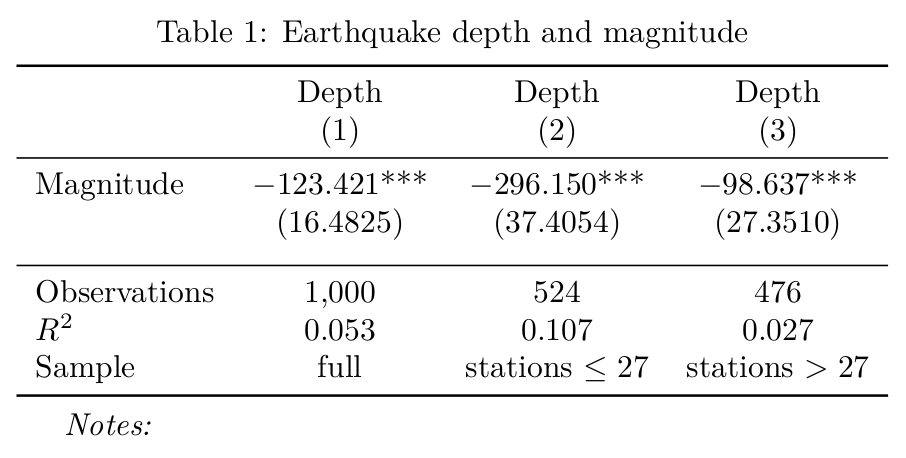 Table 1: Earthquake depth and magnitude
Depth Depth Depth
(1) (2) (3)
Magnitude −123.421*** −296.150*** −98.637***
(16.4825) (37.4054) (27.3510)
Observations 1,000 524 476
R² 0.053 0.107 0.027
Sample full stations ≤ 27 stations > 27
Notes: